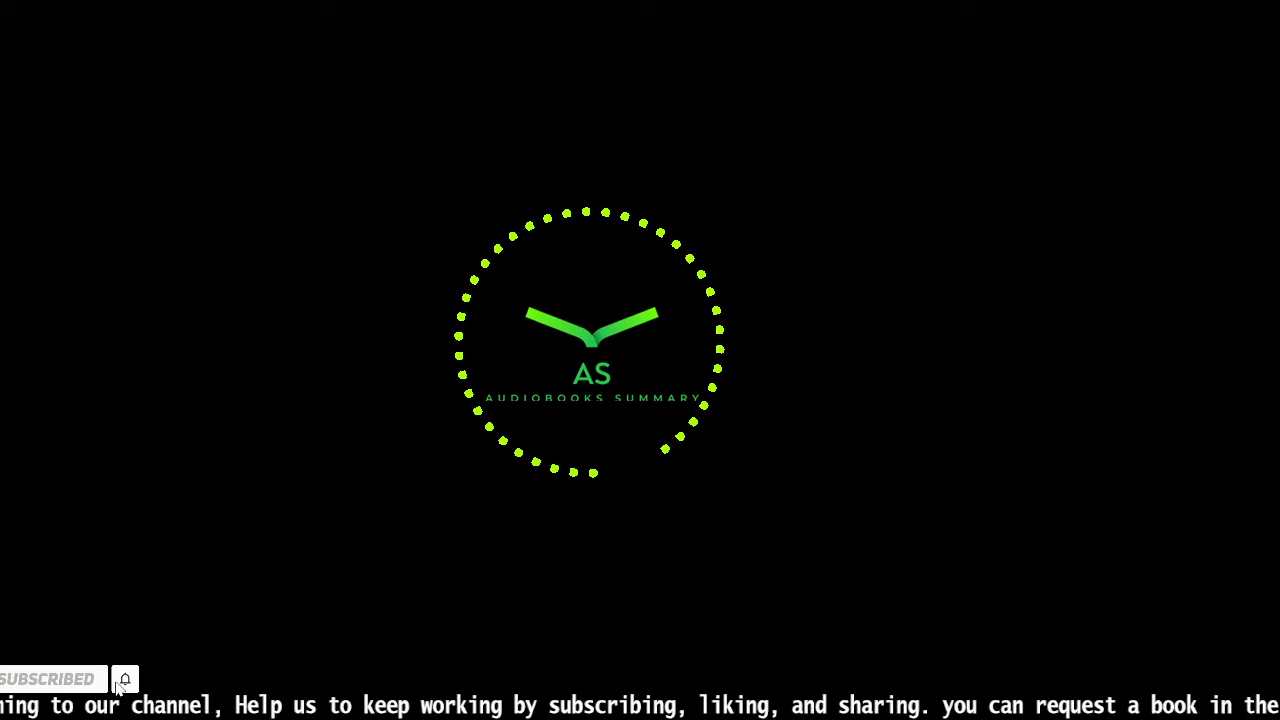 AS
AUDIOBOOKS SUMMARY
SUBSCRIBED
to our channel, Help us to keep working by subscribing, liking, and sharing. you can request a book in the